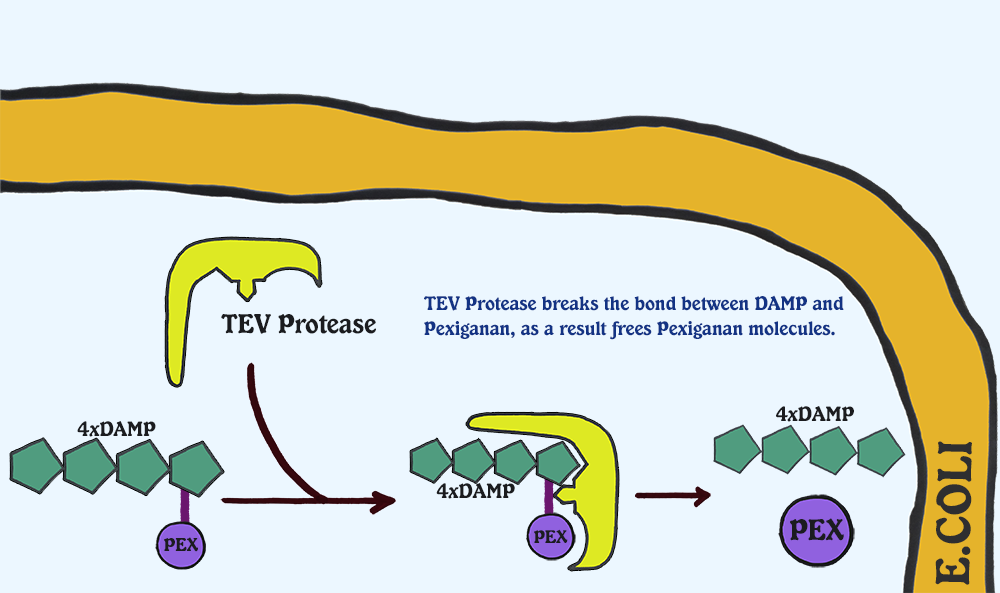 TEV Protease
TEV Protease breaks the bond between DAMP and
Pexiganan, as a result frees Pexiganan molecules.
4xDAMP
PEX
4xDAMP
PEX
4xDAMP
PEX
E.COLI